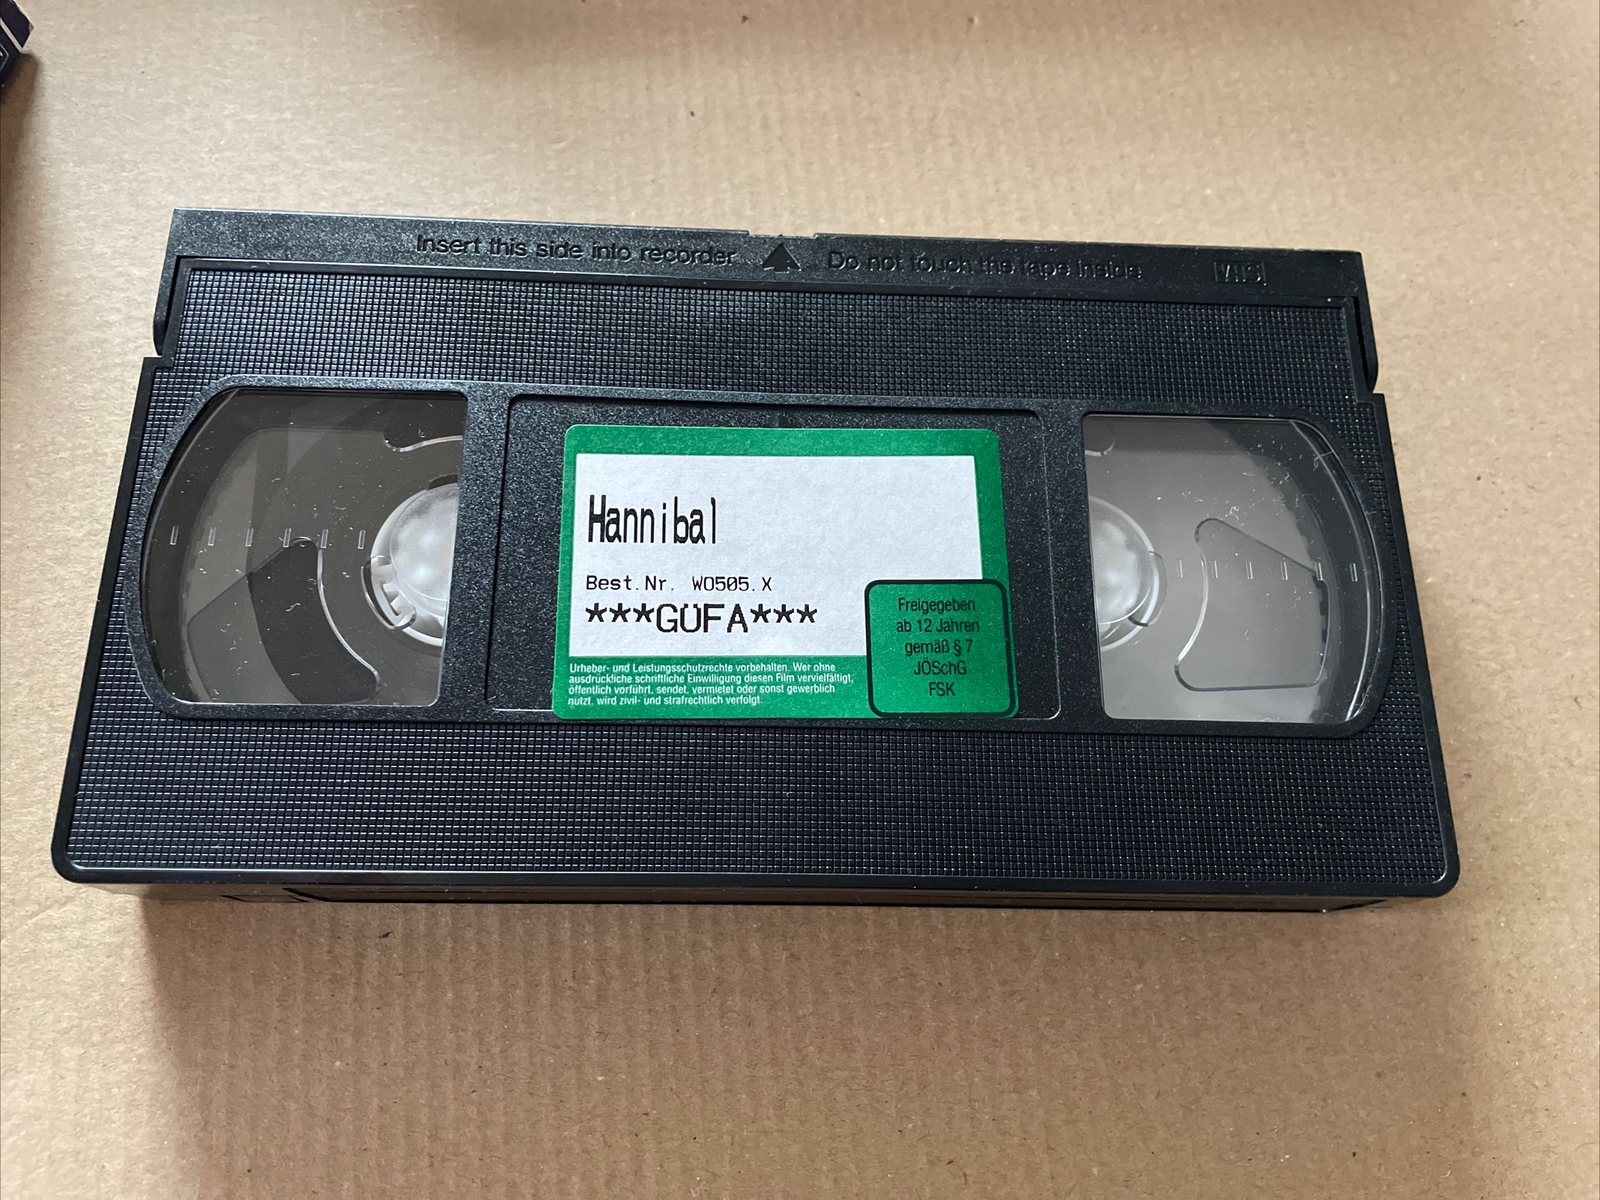 Insert this side into recorder
Do not touch the tape inside
VHS
Hannibal
Best.Nr. WO505.X
***GÜFA***
Freigegeben
ab 12 Jahren
gemäß § 7
JÖSchG
FSK
Urheber- und Leistungsschutzrechte vorbehalten. Wer ohne
ausdrückliche schriftliche Einwilligung diesen Film vervielfältigt,
öffentlich vorführt, sendet, vermietet oder sonst gewerblich
nutzt, wird zivil- und strafrechtlich verfolgt.